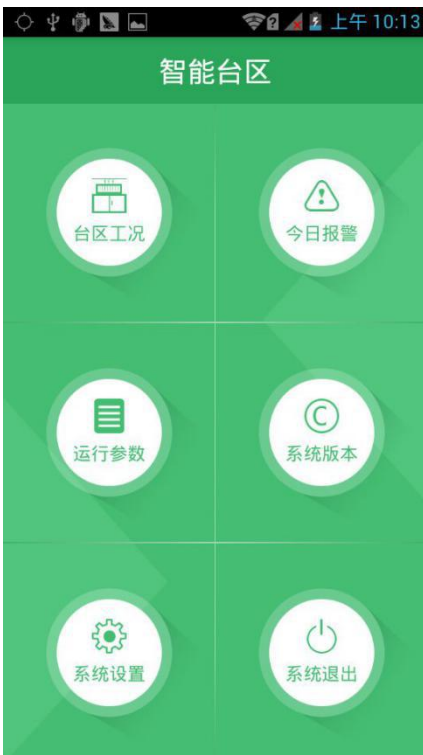 上午 10:13
智能台区
台区工况
今日报警
运行参数
系统版本
系统设置
系统退出